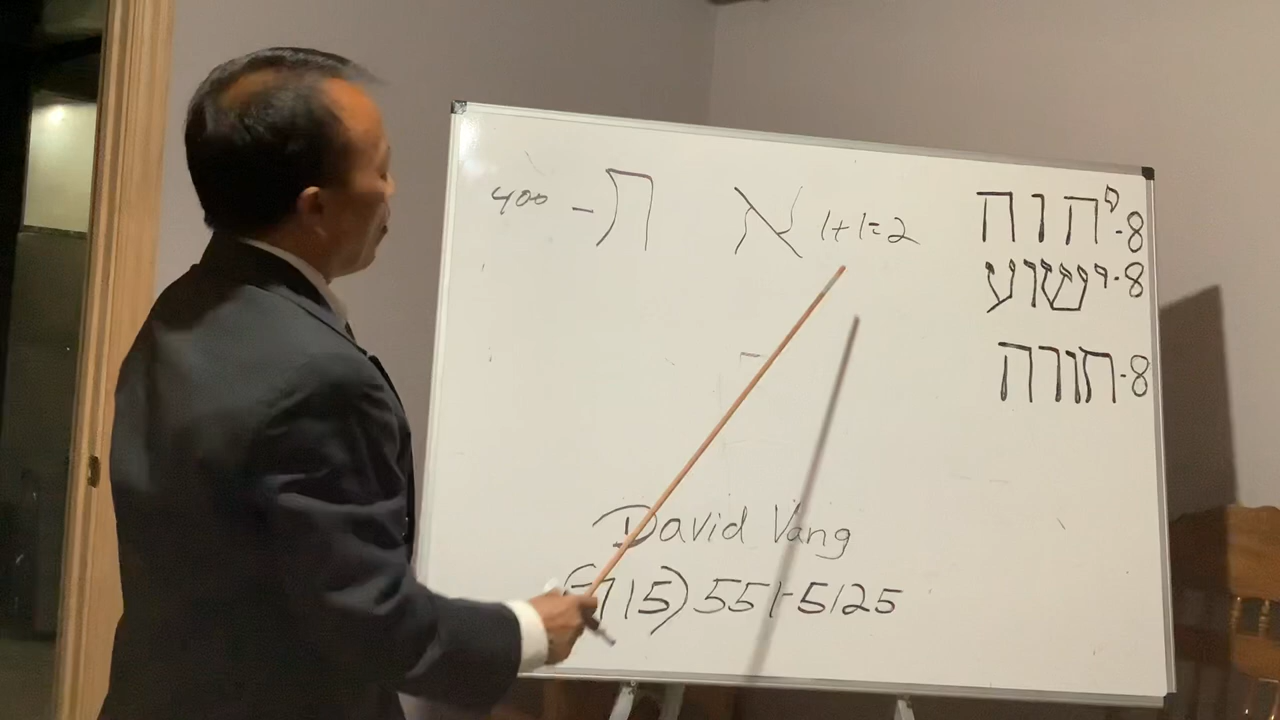 400 - ת
א 1+1=2
יהוה-8
ישוע-8
תורה-8
David Vang
(715) 551-5125